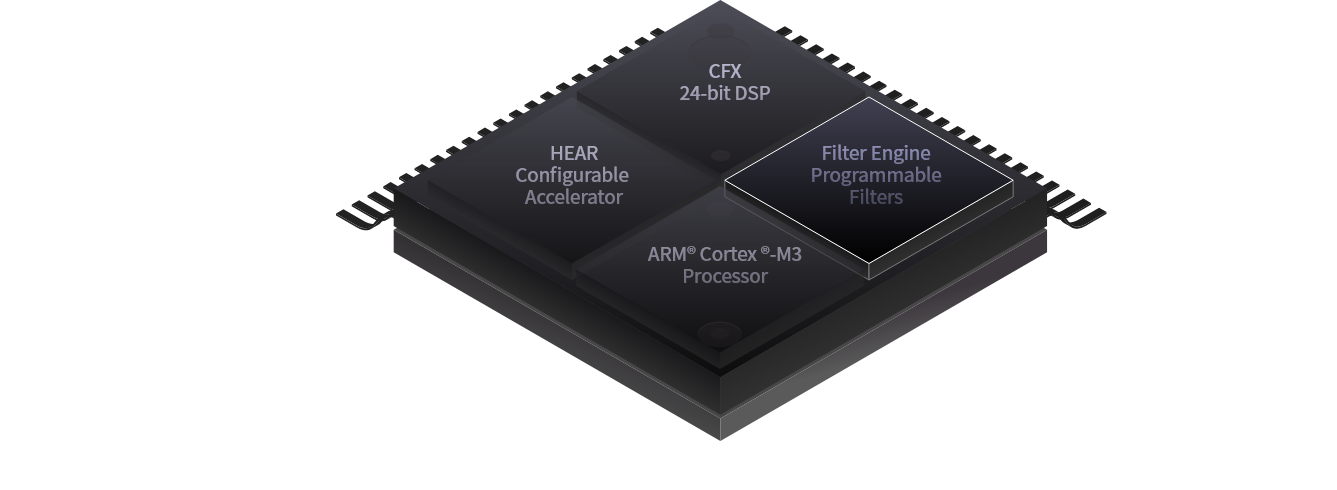 CFX
24-bit DSP
HEAR
Configurable
Accelerator
Filter Engine
Programmable
Filters
ARM® Cortex ®-M3
Processor